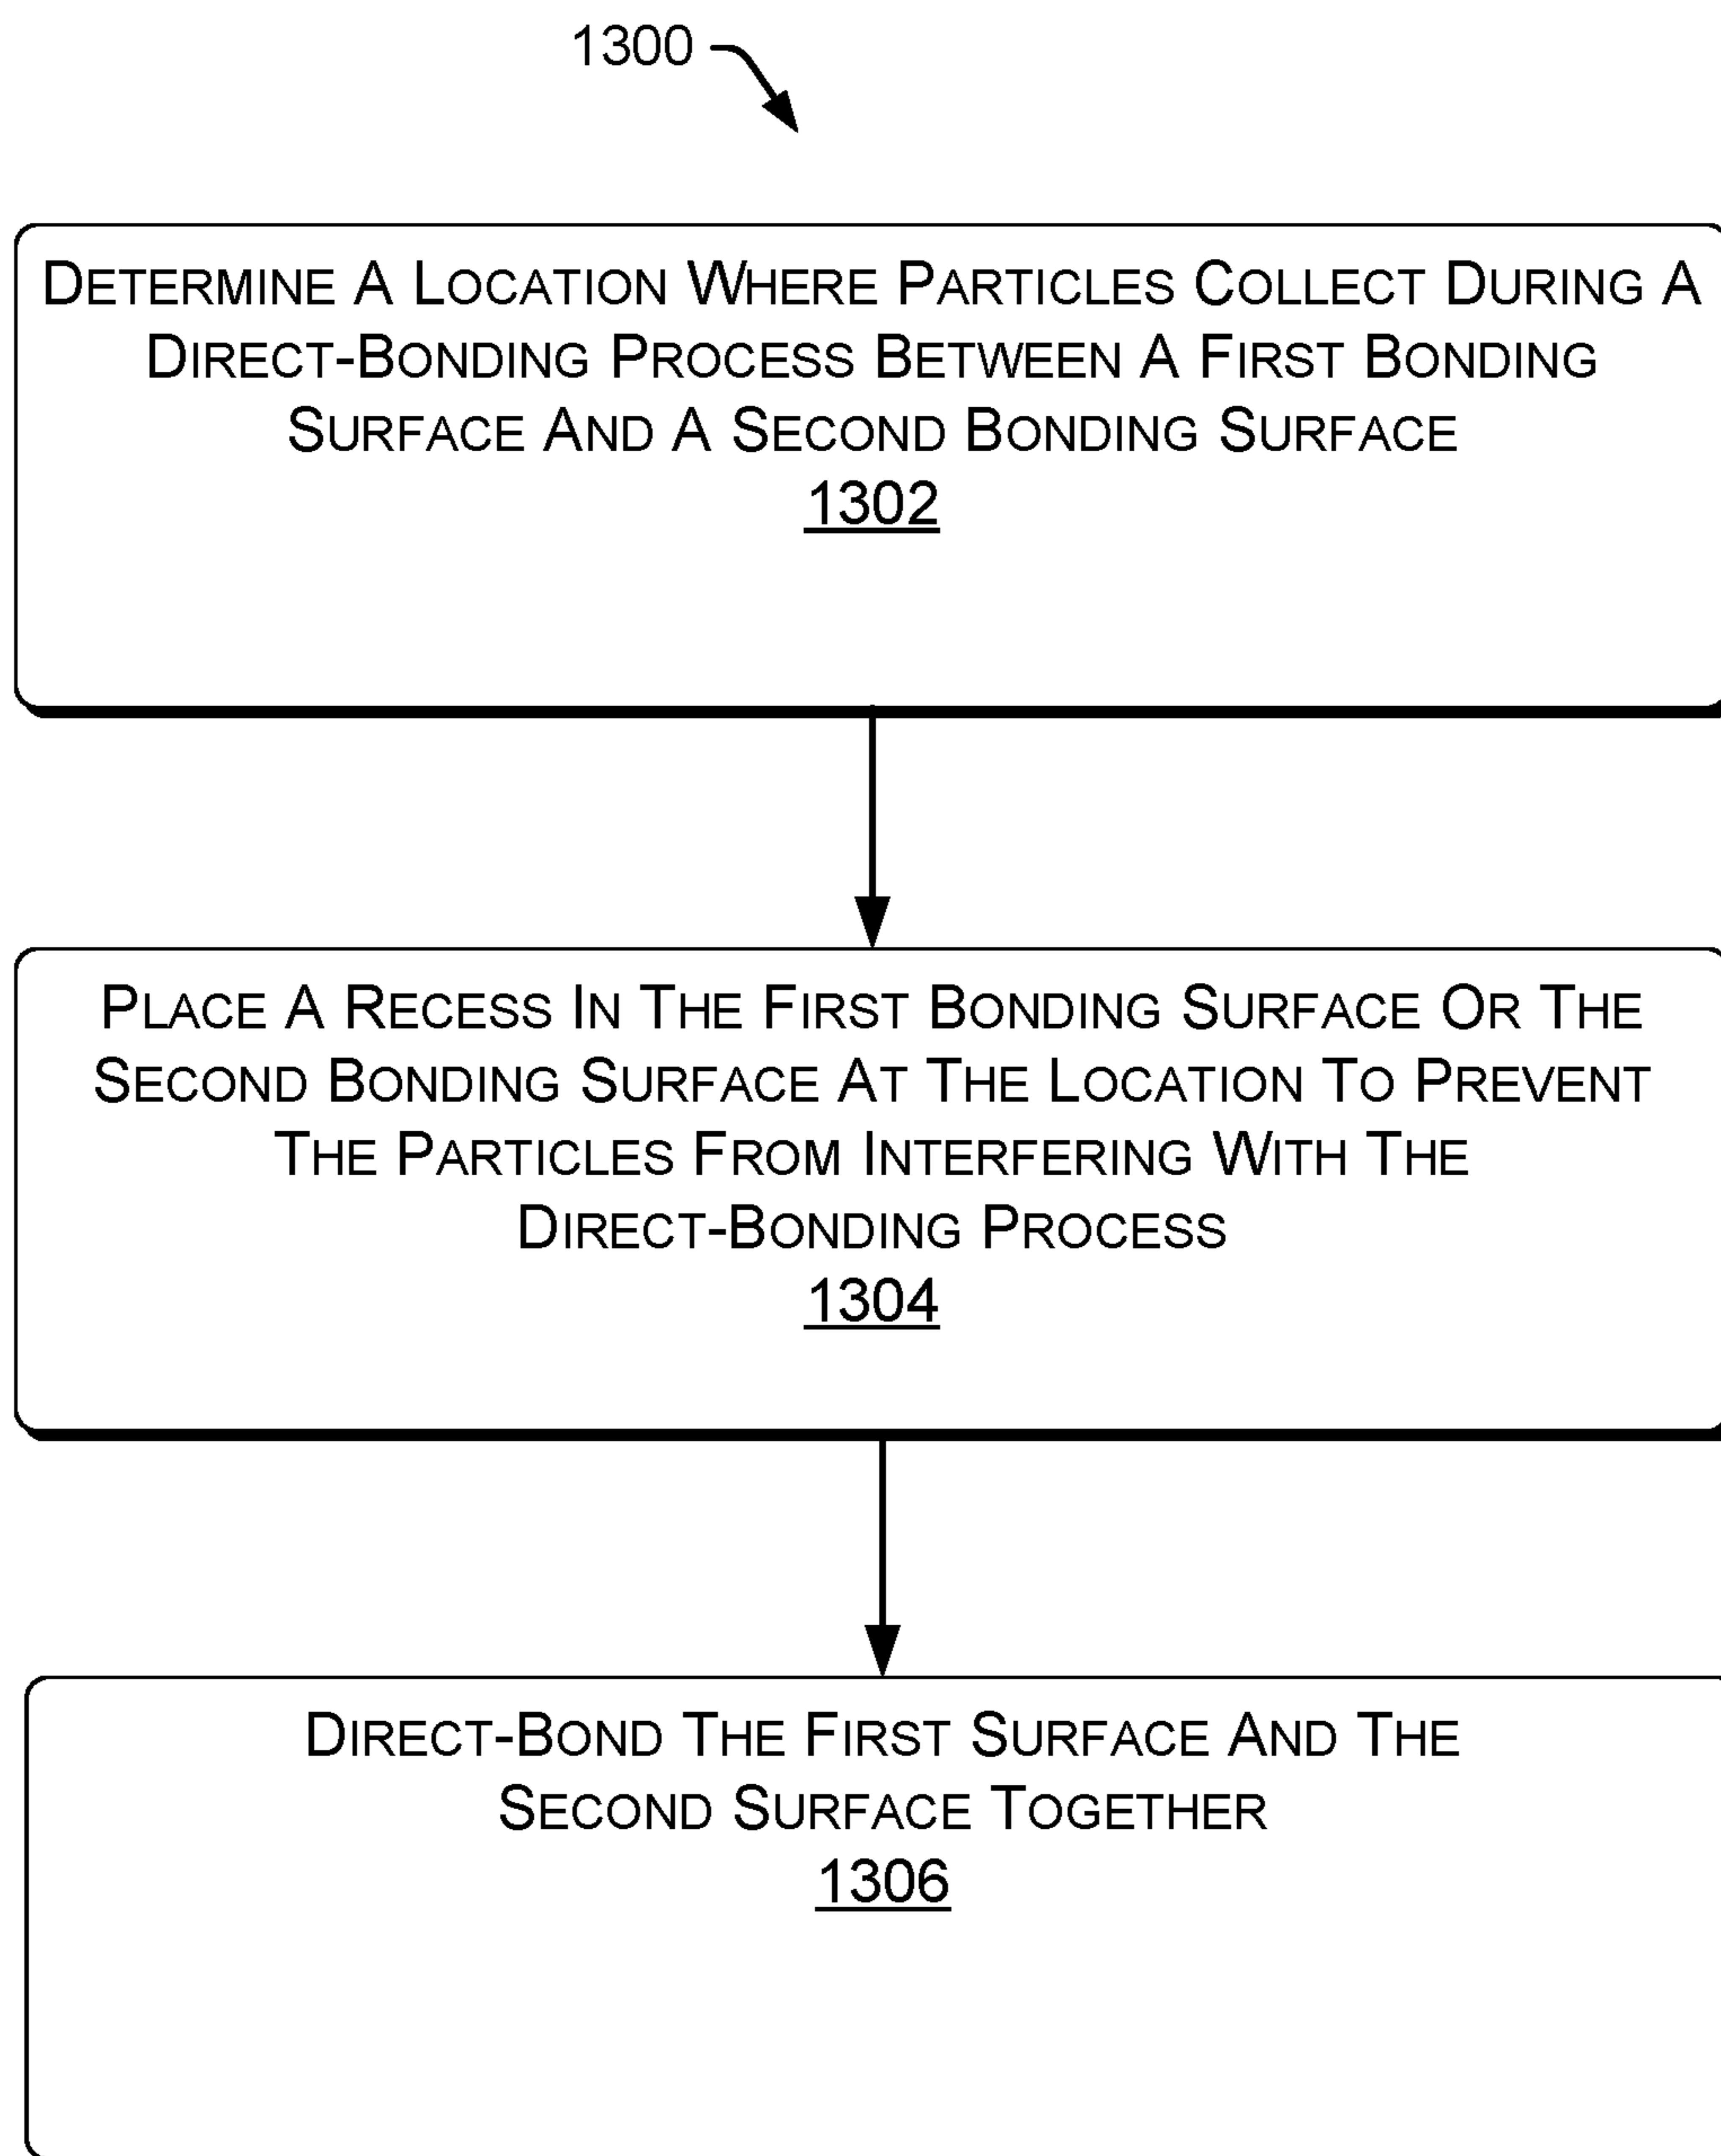 1300
DETERMINE A LOCATION WHERE PARTICLES COLLECT DURING A
DIRECT-BONDING PROCESS BETWEEN A FIRST BONDING
SURFACE AND A SECOND BONDING SURFACE
1302
PLACE A RECESS IN THE FIRST BONDING SURFACE OR THE
SECOND BONDING SURFACE AT THE LOCATION TO PREVENT
THE PARTICLES FROM INTERFERING WITH THE
DIRECT-BONDING PROCESS
1304
DIRECT-BOND THE FIRST SURFACE AND THE
SECOND SURFACE TOGETHER
1306